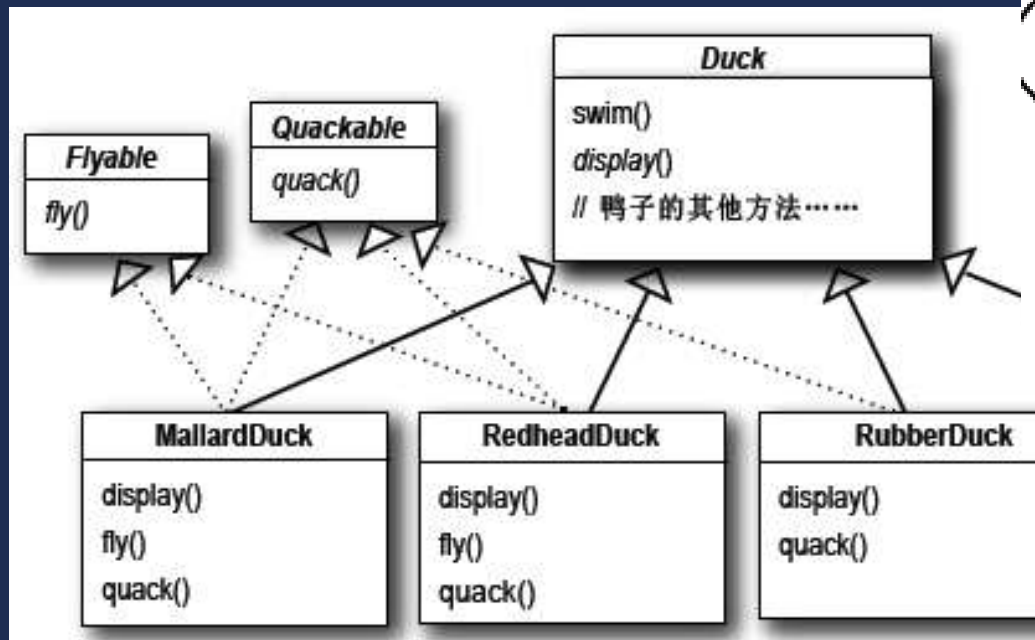 Duck
swim()
display()
// 鸭子的其他方法……
Quackable
quack()
Flyable
fly()
MallardDuck
display()
fly()
quack()
RedheadDuck
display()
fly()
quack()
RubberDuck
display()
quack()